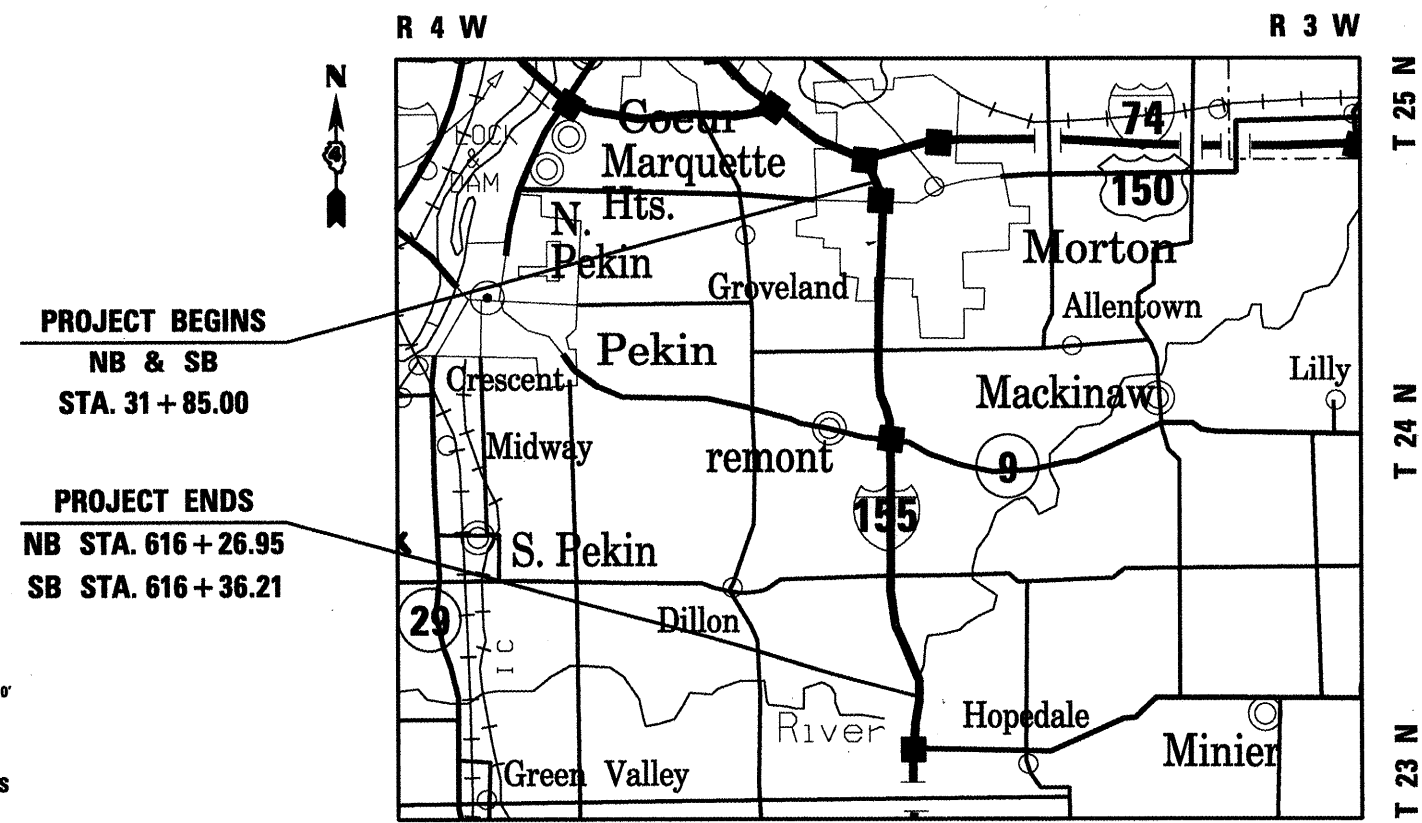 R 4 W
R 3 W
N
T 25 N
LOCK
&
DAM
Coeur
Marquette
Hts.
74
150
N.
Pekin
Morton
Groveland
Allentown
PROJECT BEGINS
NB & SB
STA. 31+85.00
Pekin
Crescent
Mackinaw
Lilly
T 24 N
Midway
remont
9
155
PROJECT ENDS
NB STA. 616+26.95
SB STA. 616+36.21
S. Pekin
29
Dillon
I C
River
Hopedale
Minier
Green Valley
T 23 N
0'
S